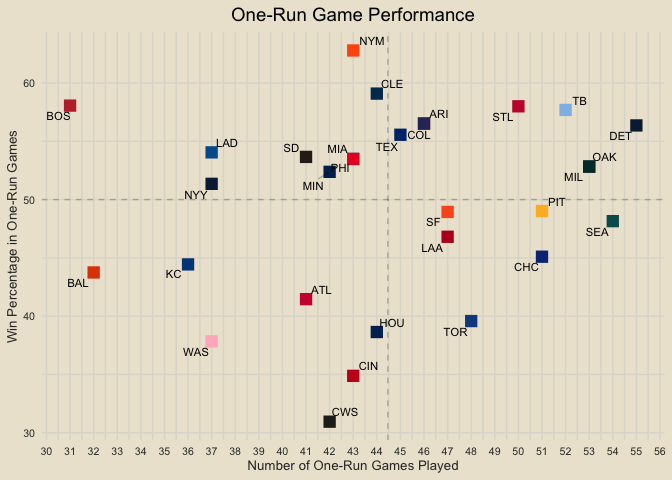 One-Run Game Performance
Win Percentage in One-Run Games
60
50
40
30
NYM
CLE
BOS
ARI
STL
TB
DET
LAD
SD
MIA
TEX
COL
PHI
MIN
OAK
MIL
NYY
SF
PIT
SEA
LAA
CHC
BAL
KC
ATL
HOU
TOR
WAS
CIN
CWS
30 31 32 33 34 35 36 37 38 39 40 41 42 43 44 45 46 47 48 49 50 51 52 53 54 55 56
Number of One-Run Games Played